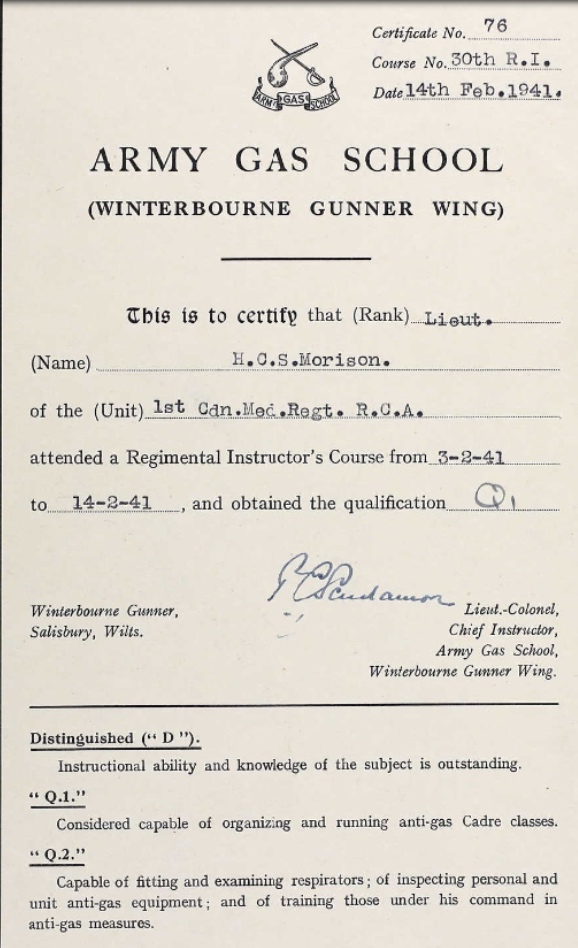 Certificate No. 76
Course No. 30th R.I.
Date 14th Feb.1941.
ARMY GAS SCHOOL
ARMY GAS SCHOOL
(WINTERBOURNE GUNNER WING)
This is to certify that (Rank) Lieut.
(Name) H.C.S.Morison.
of the (Unit) 1st Cdn.Med.Regt. R.C.A.
attended a Regimental Instructor's Course from 3-2-41
to 14-2-41, and obtained the qualification Q1
Winterbourne Gunner,
Salisbury, Wilts.
Lieut.-Colonel,
Chief Instructor,
Army Gas School,
Winterbourne Gunner Wing.
Distinguished (“ D ”).
Instructional ability and knowledge of the subject is outstanding.
“ Q.1.”
Considered capable of organizing and running anti-gas Cadre classes.
“ Q.2.”
Capable of fitting and examining respirators ; of inspecting personal and
unit anti-gas equipment ; and of training those under his command in
anti-gas measures.